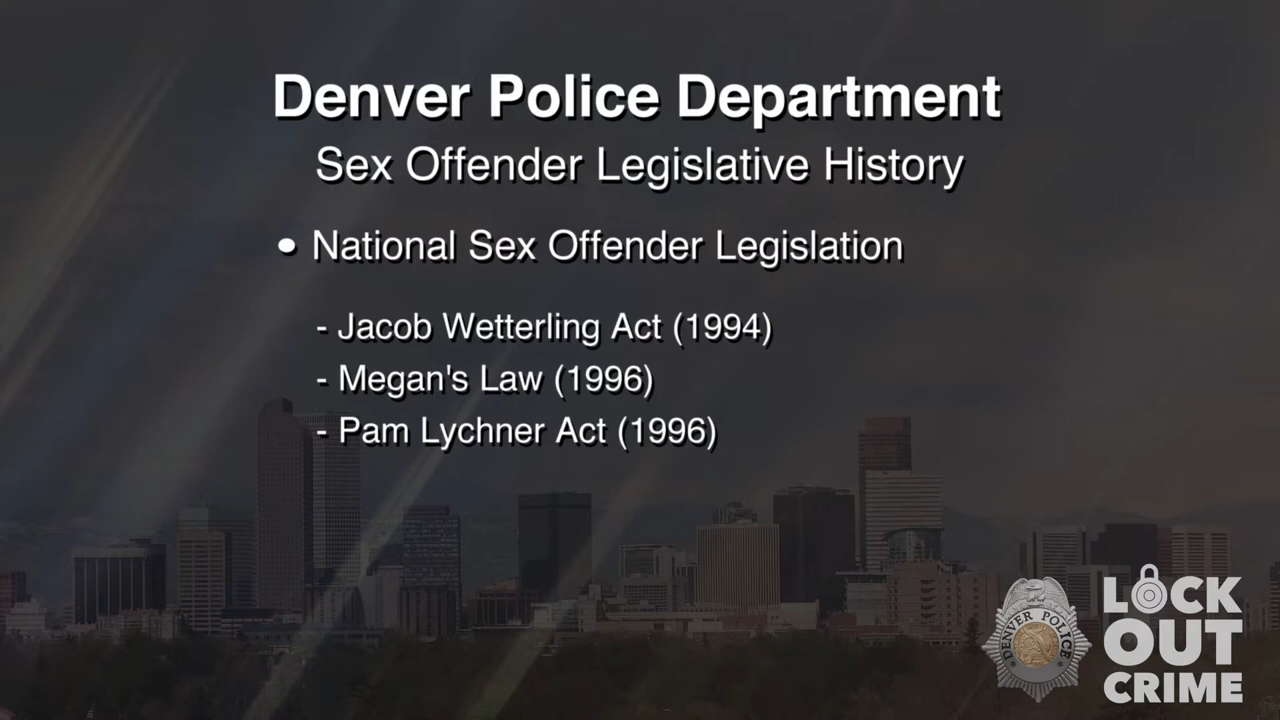 Denver Police Department
Sex Offender Legislative History
• National Sex Offender Legislation
- Jacob Wetterling Act (1994)
- Megan's Law (1996)
- Pam Lychner Act (1996)
DENVER POLICE
LOCK
OUT
CRIME